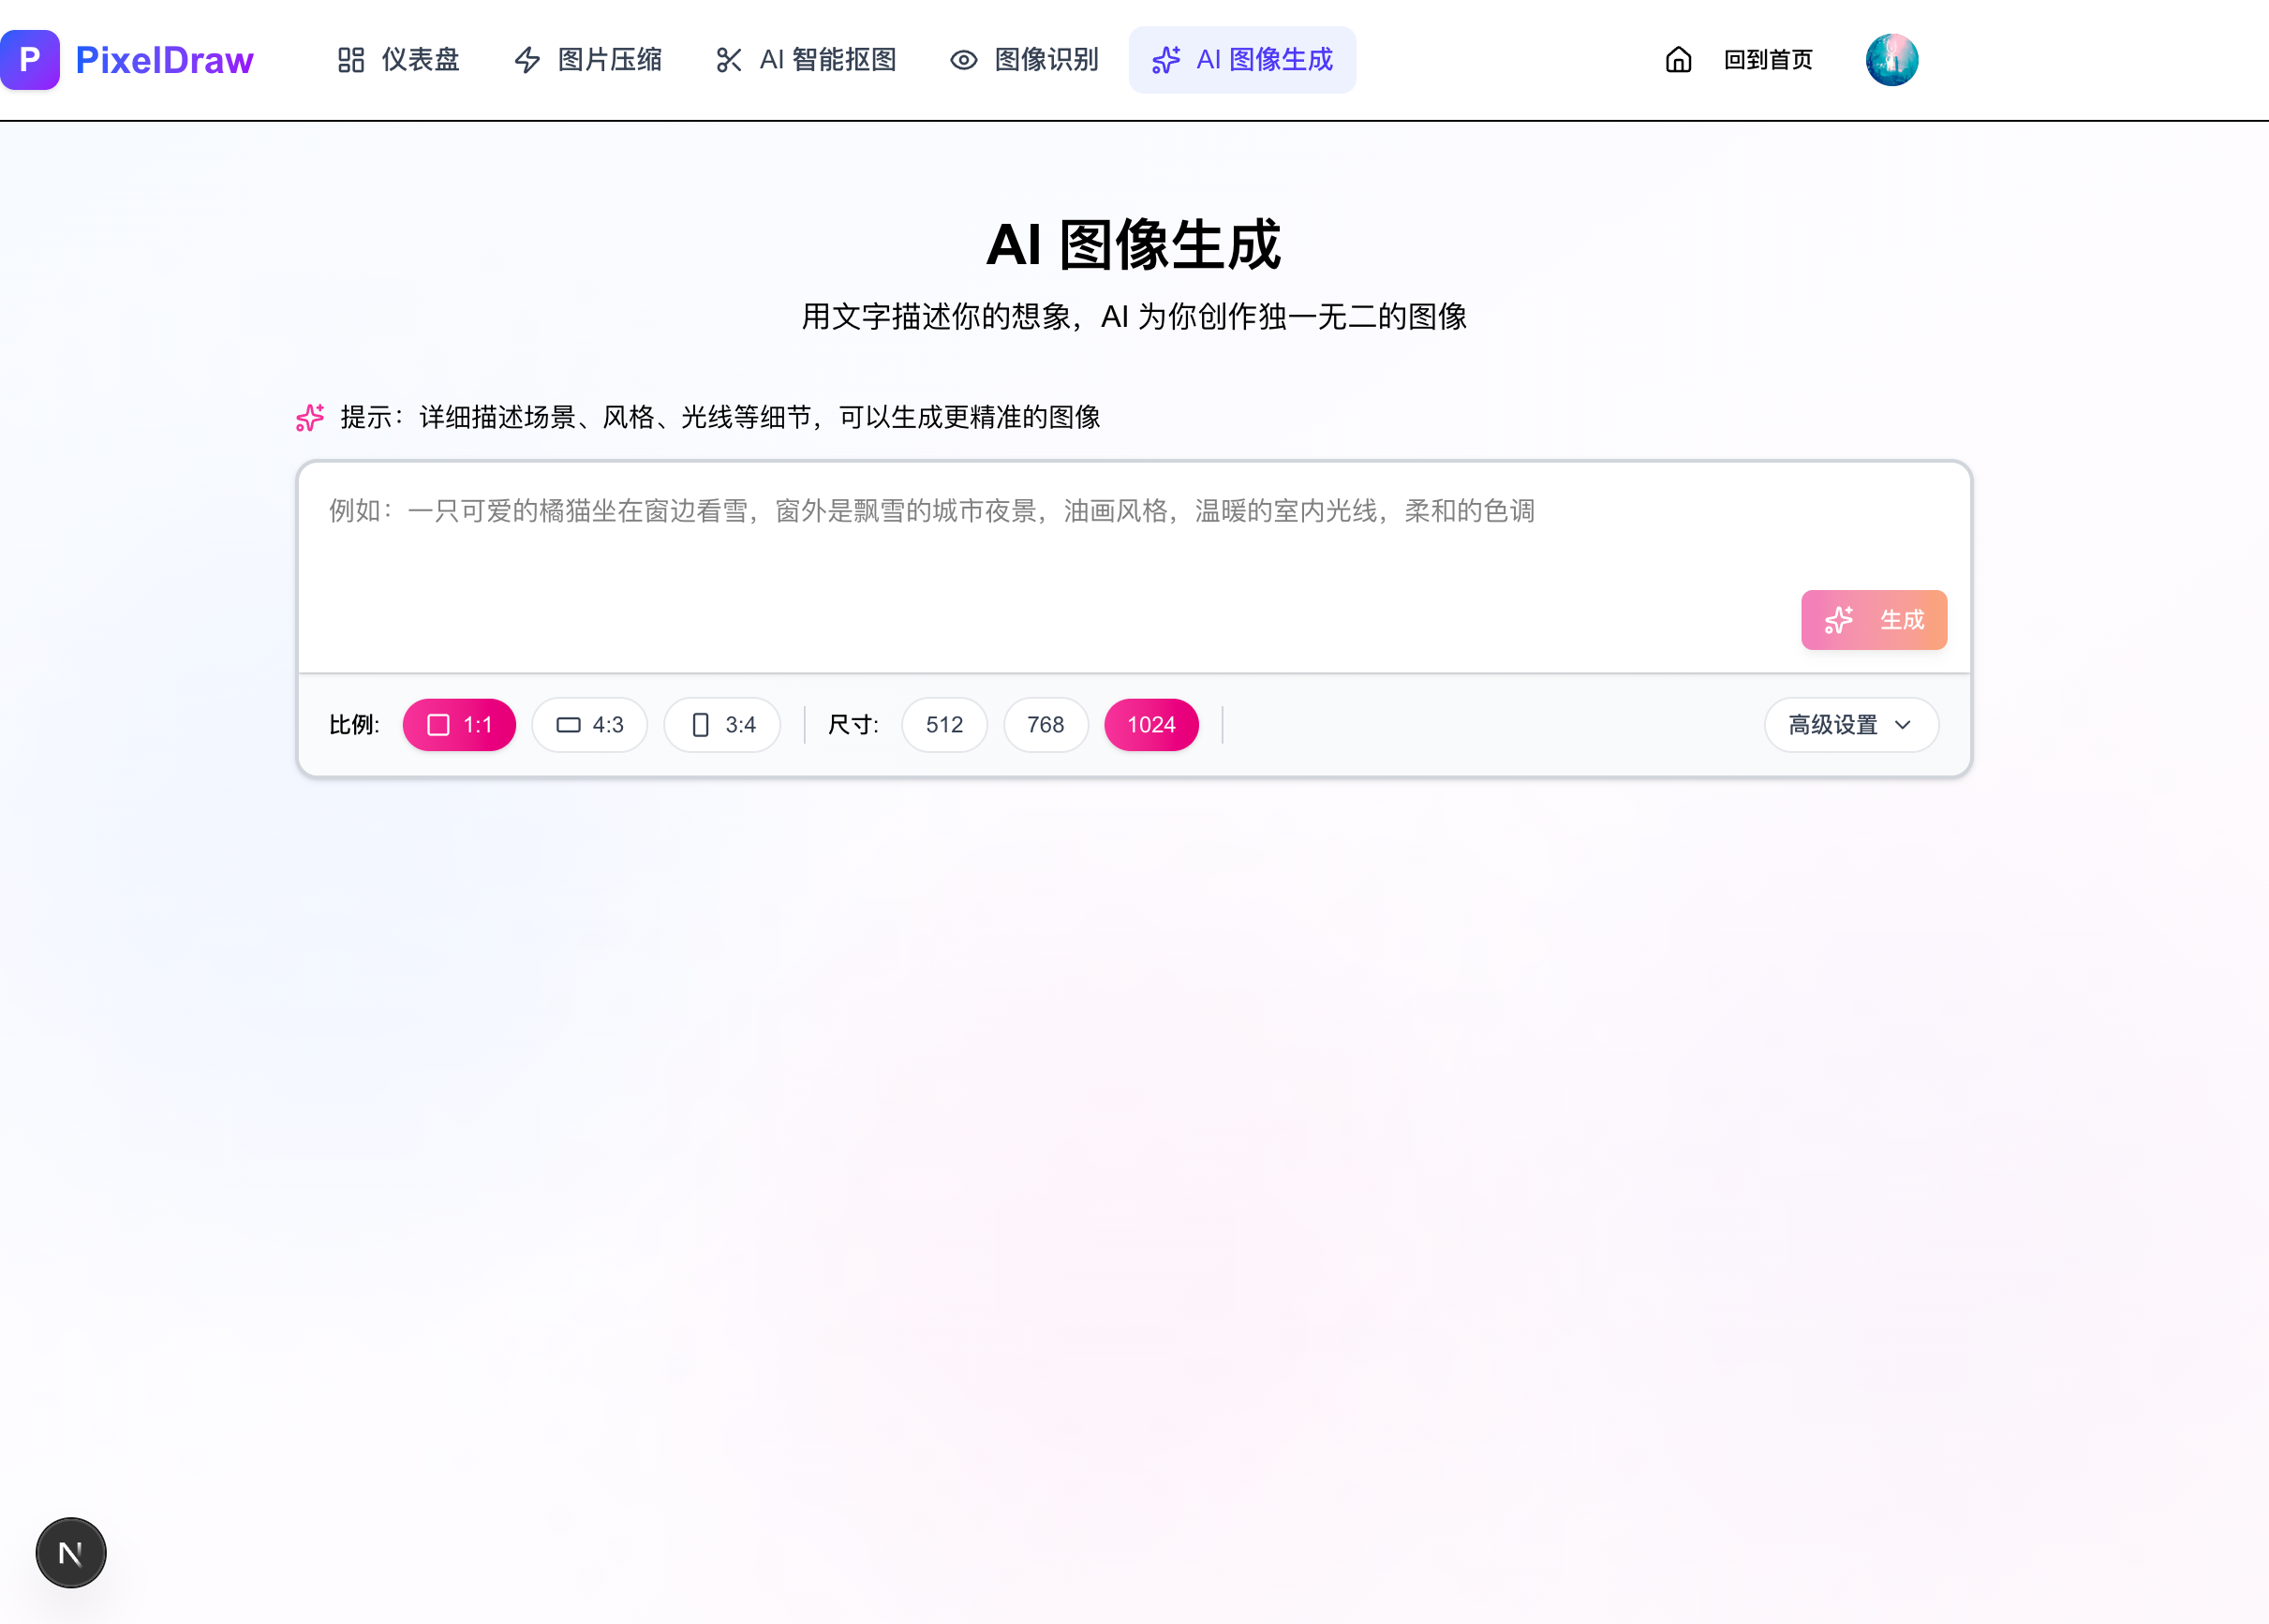 P PixelDraw 仪表盘 图片压缩 AI 智能抠图 图像识别 AI 图像生成 回到首页
AI 图像生成
用文字描述你的想象，AI 为你创作独一无二的图像
提示：详细描述场景、风格、光线等细节，可以生成更精准的图像
例如：一只可爱的橘猫坐在窗边看雪，窗外是飘雪的城市夜景，油画风格，温暖的室内光线，柔和的色调
生成
比例: 1:1 4:3 3:4 尺寸: 512 768 1024 高级设置
N